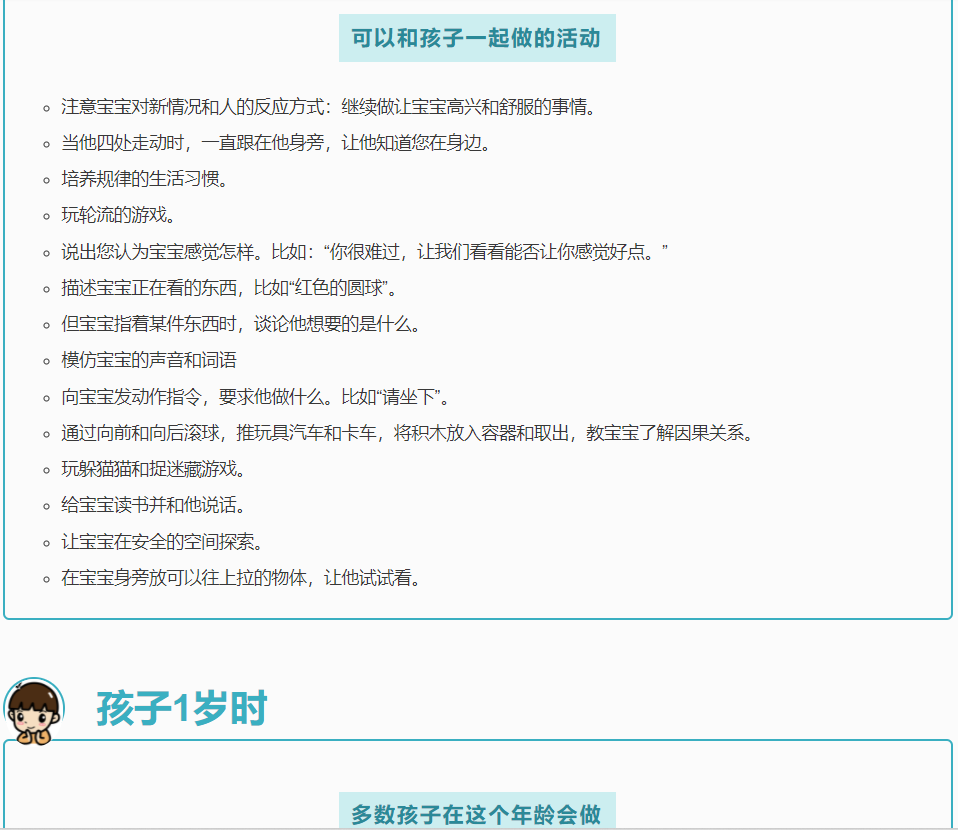 可以和孩子一起做的活动
注意宝宝对新情况和人的反应方式：继续做让宝宝高兴和舒服的事情。
当他四处走动时，一直跟在他身旁，让他知道您在身边。
培养规律的生活习惯。
玩轮流的游戏。
说出您认为宝宝感觉怎样。比如：“你很难过，让我们看看能否让你感觉好点。”
描述宝宝正在看的东西，比如“红色的圆球”。
但宝宝指着某件东西时，谈论他想要的是什么。
模仿宝宝的声音和词语
向宝宝发动作指令，要求他做什么。比如“请坐下”。
通过向前和向后滚球，推玩具汽车和卡车，将积木放入容器和取出，教宝宝了解因果关系。
玩躲猫猫和捉迷藏游戏。
给宝宝读书并和他说话。
让宝宝在安全的空间探索。
在宝宝身旁放可以往上拉的物体，让他试试看。
孩子1岁时
多数孩子在这个年龄会做